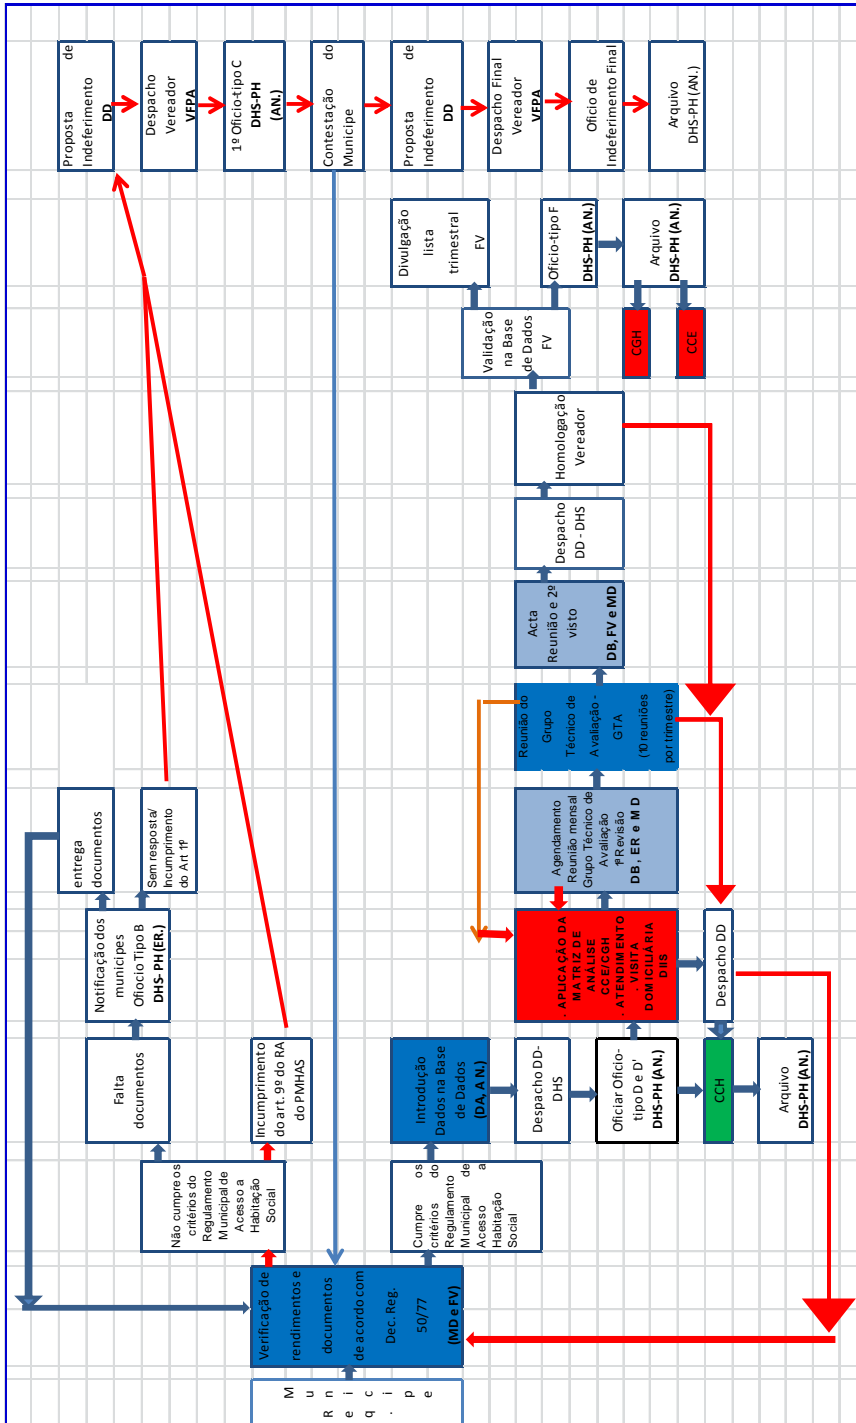 Proposta de
Indeferimento
DD
Despacho
Vereador
VFPA
1º Oficio-tipo C
DHS-PH
(AN.)
Contestação do
Municipe
Proposta de
Indeferimento
DD
Despacho Final
Vereador
VFPA
Oficio de
Indeferimento Final
Arquivo
DHS-PH (AN.)
Divulgação
lista
trimestral
FV
Oficio-tipo F
DHS-PH (AN.)
Arquivo
DHS-PH (AN.)
Validação
na Base
de Dados
FV
CGH
CCE
Homologação
Vereador
Despacho
DD - DHS
Acta
Reunião e 2º
visto
DB, FV e MD
Reunião do
Grupo
Técnico de
Avaliação -
GTA
(10 reuniões
por trimestre)
entrega
documentos
Sem resposta/
Incumprimento
do Art 1º
Agendamento
Reunião mensal
Grupo Técnico de
Avaliação
1ª Revisão
DB, ER e MD
Notificação dos
municipes
Ofiocio Tipo B
DHS- PH (ER.)
. APLICAÇÃO DA
MATRIZ DE
ANÁLISE
CCE/CGH
. ATENDIMENTO
. VISITA
DOMICILIÁRIA
DIIS
Despacho DD
Falta
documentos
Incumprimento
do art. 9º do RA
do PMHAS
Introdução
Dados na Base
de Dados
(DA, AN.)
Despacho DD-
DHS
Oficiar Oficio-
tipo D e D'
DHS-PH (AN.)
CCH
Arquivo
DHS-PH (AN.)
Não cumpre os
critérios do
Regulamento
Municipal de
Acesso a
Habitação
Social
Cumpre os
critérios do
Regulamento
Municipal de
Acesso a
Habitação
Social
Verificação de
rendimentos e
documentos
de acordo com
Dec. Reg.
50/77
(MD e FV)
M u n i c i p e
R e q .